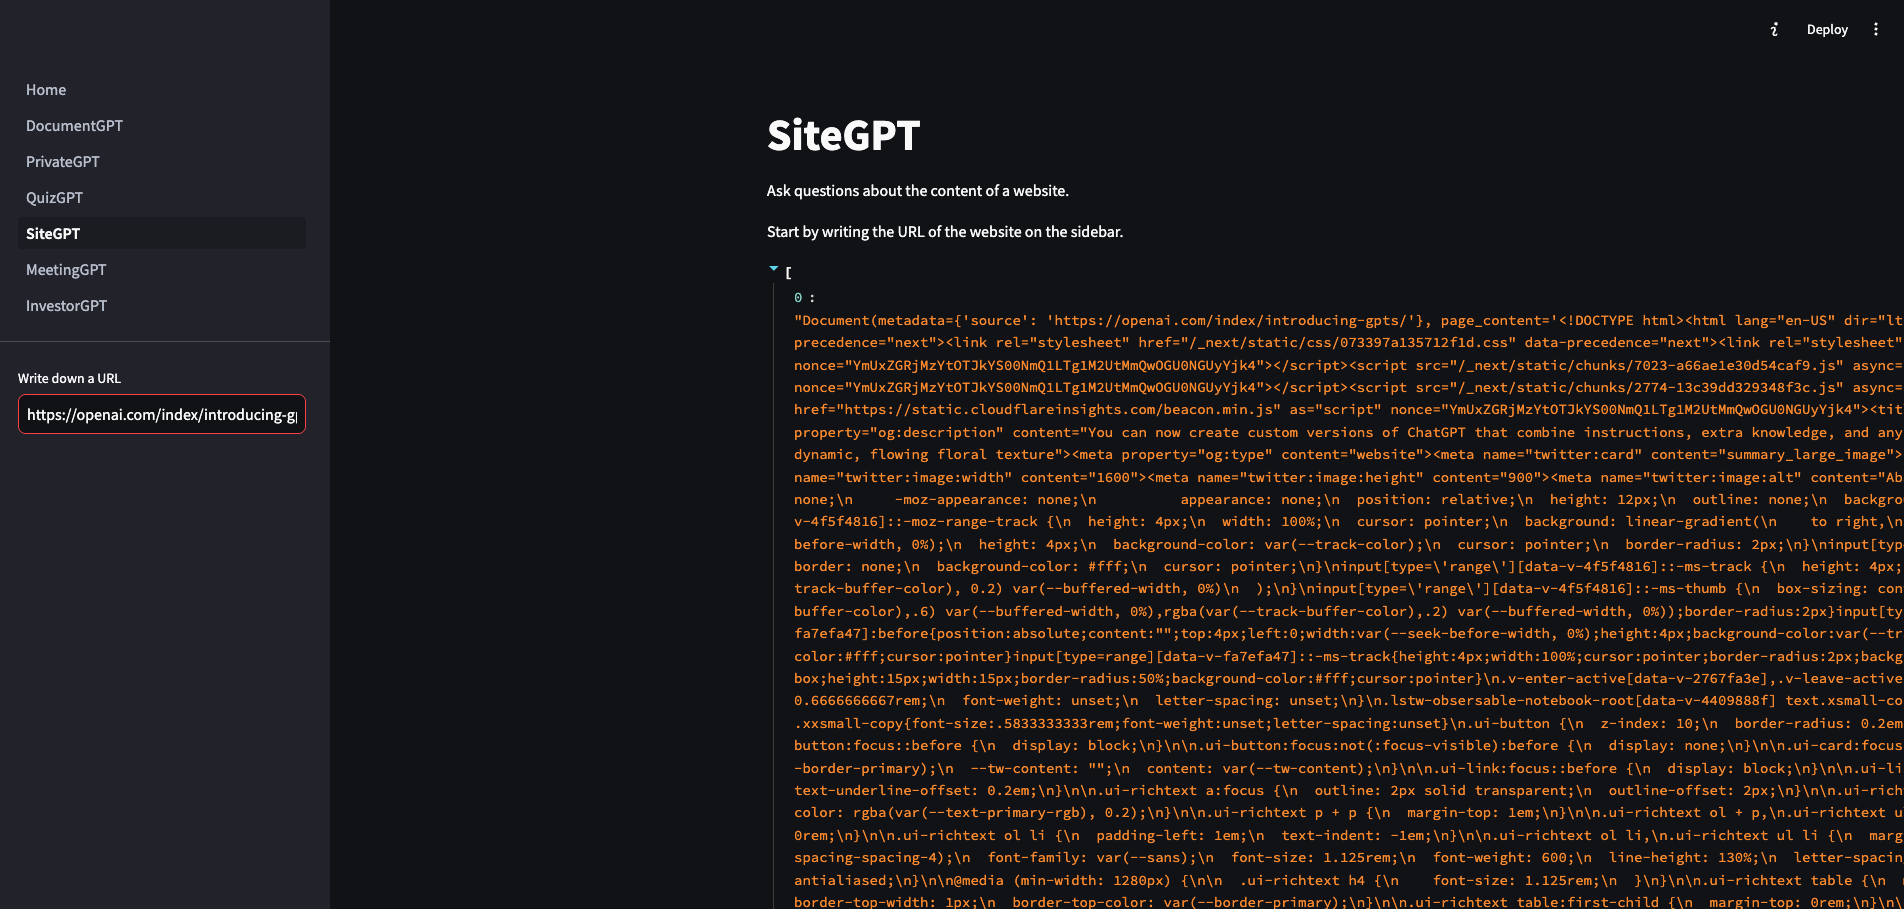 Deploy
Home
DocumentGPT
PrivateGPT
QuizGPT
SiteGPT
MeetingGPT
InvestorGPT
Write down a URL
https://openai.com/index/introducing-g
SiteGPT
Ask questions about the content of a website.
Start by writing the URL of the website on the sidebar.
[
0 :
"Document(metadata={'source': 'https://openai.com/index/introducing-gpts/'}, page_content='<!DOCTYPE html><html lang="en-US" dir="lt
precedence="next"><link rel="stylesheet" href="/_next/static/css/073397a135712f1d.css" data-precedence="next"><link rel="stylesheet"
nonce="YmUxZGRjMzYtOTJkYS00NmQ1LTg1M2UtMmQwOGU0NGUyYjk4"></script><script src="/_next/static/chunks/7023-a66ae1e30d54caf9.js" async=
nonce="YmUxZGRjMzYtOTJkYS00NmQ1LTg1M2UtMmQwOGU0NGUyYjk4"></script><script src="/_next/static/chunks/2774-13c39dd329348f3c.js" async=
href="https://static.cloudflareinsights.com/beacon.min.js" as="script" nonce="YmUxZGRjMzYtOTJkYS00NmQ1LTg1M2UtMmQwOGU0NGUyYjk4"><tit
property="og:description" content="You can now create custom versions of ChatGPT that combine instructions, extra knowledge, and any
dynamic, flowing floral texture"><meta property="og:type" content="website"><meta name="twitter:card" content="summary_large_image">
name="twitter:image:width" content="1600"><meta name="twitter:image:height" content="900"><meta name="twitter:image:alt" content="Ab
none;\n     -moz-appearance: none;\n          appearance: none;\n  position: relative;\n  height: 12px;\n  outline: none;\n  backgro
v-4f5f4816]::-moz-range-track {\n  height: 4px;\n  width: 100%;\n  cursor: pointer;\n  background: linear-gradient(\n    to right,\n
before-width, 0%);\n  height: 4px;\n  background-color: var(--track-color);\n  cursor: pointer;\n  border-radius: 2px;\n}\ninput[typ
border: none;\n  background-color: #fff;\n  cursor: pointer;\n}\ninput[type=\'range\'][data-v-4f5f4816]::-ms-track {\n  height: 4px;
track-buffer-color), 0.2) var(--buffered-width, 0%)\n  );\n}\ninput[type=\'range\'][data-v-4f5f4816]::-ms-thumb {\n  box-sizing: con
buffer-color),.6) var(--buffered-width, 0%),rgba(var(--track-buffer-color),.2) var(--buffered-width, 0%));border-radius:2px}input[ty
fa7efa47]:before{position:absolute;content:"";top:4px;left:0;width:var(--seek-before-width, 0%);height:4px;background-color:var(--tr
color:#fff;cursor:pointer}input[type=range][data-v-fa7efa47]::-ms-track{height:4px;width:100%;cursor:pointer;border-radius:2px;backg
box;height:15px;width:15px;border-radius:50%;background-color:#fff;cursor:pointer}\n.v-enter-active[data-v-2767fa3e],.v-leave-active
0.6666666667rem;\n  font-weight: unset;\n  letter-spacing: unset;\n}\n.lstw-obsersable-notebook-root[data-v-4409888f] text.xsmall-co
.xxsmall-copy{font-size:.5833333333rem;font-weight:unset;letter-spacing:unset}\n.ui-button {\n  z-index: 10;\n  border-radius: 0.2em
button:focus::before {\n  display: block;\n}\n\n.ui-button:focus:not(:focus-visible):before {\n  display: none;\n}\n\n.ui-card:focus
-border-primary);\n  --tw-content: "";\n  content: var(--tw-content);\n}\n\n.ui-link:focus::before {\n  display: block;\n}\n\n.ui-li
text-underline-offset: 0.2em;\n}\n\n.ui-richtext a:focus {\n  outline: 2px solid transparent;\n  outline-offset: 2px;\n}\n\n.ui-rich
color: rgba(var(--text-primary-rgb), 0.2);\n}\n\n.ui-richtext p + p {\n  margin-top: 1em;\n}\n\n.ui-richtext ol + p,\n.ui-richtext u
0rem;\n}\n\n.ui-richtext ol li {\n  padding-left: 1em;\n  text-indent: -1em;\n}\n\n.ui-richtext ol li,\n.ui-richtext ul li {\n  marg
spacing-spacing-4);\n  font-family: var(--sans);\n  font-size: 1.125rem;\n  font-weight: 600;\n  line-height: 130%;\n  letter-spacin
antialiased;\n}\n\n@media (min-width: 1280px) {\n\n  .ui-richtext h4 {\n    font-size: 1.125rem;\n  }\n}\n\n.ui-richtext table {\n
border-top-width: 1px;\n  border-top-color: var(--border-primary);\n}\n\n.ui-richtext table:first-child {\n  margin-top: 0rem;\n}\n